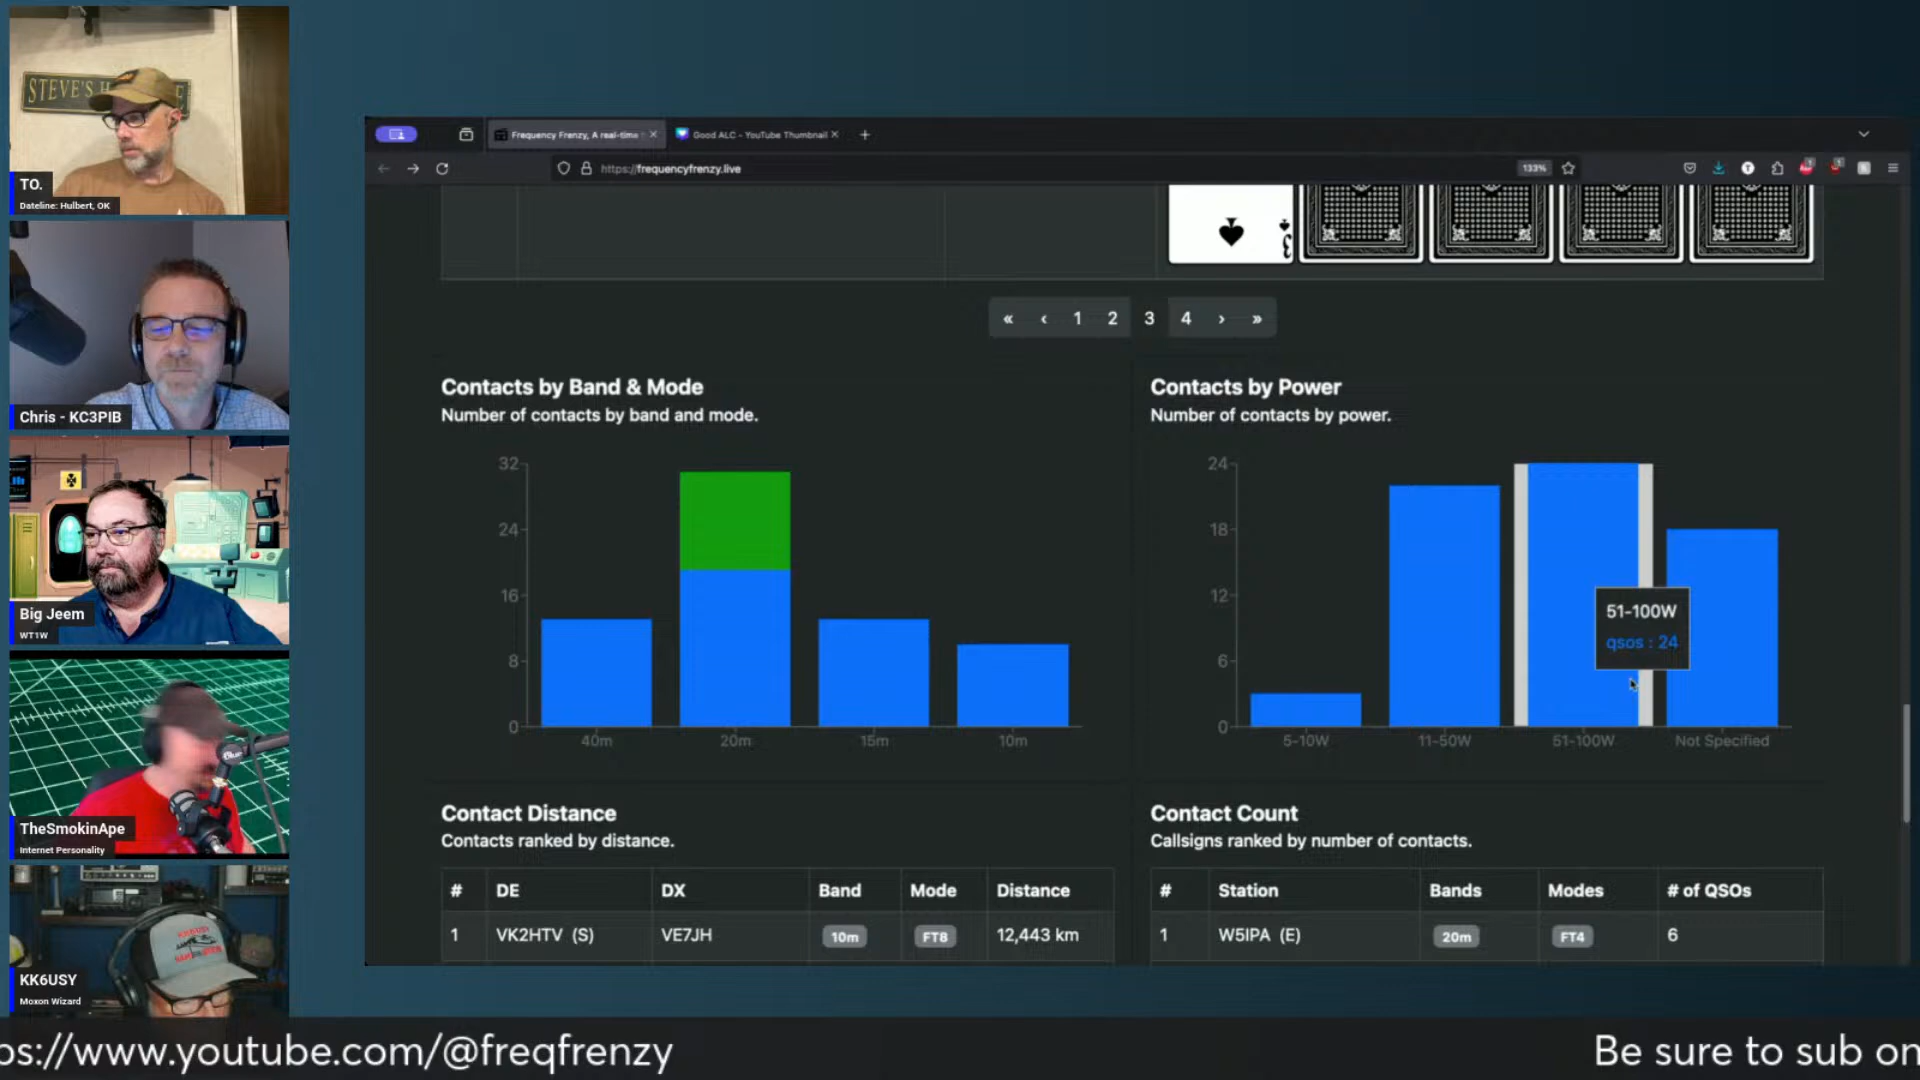 STEVE'S H
E
TO.
Dateline: Hulbert, OK
Chris - KC3PIB
Big Jeem
WT1W
TheSmokinApe
Internet Personality
KK6USY
Moxon Wizard
Frequency Frenzy, A real-time
Good ALC - YouTube Thumbnail
https://frequencyfrenzy.live
133%
3
« ‹ 1 2 3 4 › »
Contacts by Band & Mode
Number of contacts by band and mode.
32
24
16
8
0
40m 20m 15m 10m
Contacts by Power
Number of contacts by power.
24
18
12
6
0
51-100W
qsos : 24
5-10W 11-50W 51-100W Not Specified
Contact Distance
Contacts ranked by distance.
# DE DX Band Mode Distance
1 VK2HTV (S) VE7JH 10m FT8 12,443 km
Contact Count
Callsigns ranked by number of contacts.
# Station Bands Modes # of QSOs
1 W5IPA (E) 20m FT4 6
ps://www.youtube.com/@freqfrenzy
Be sure to sub on